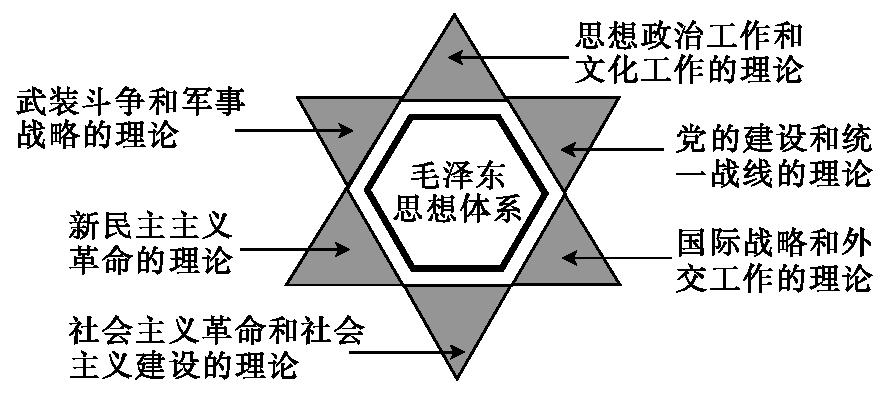 思想政治工作和
文化工作的理论
武装斗争和军事
战略的理论
党的建设和统
一战线的理论
毛泽东
思想体系
新民主主义
革命的理论
国际战略和外
交工作的理论
社会主义革命和社会
主义建设的理论